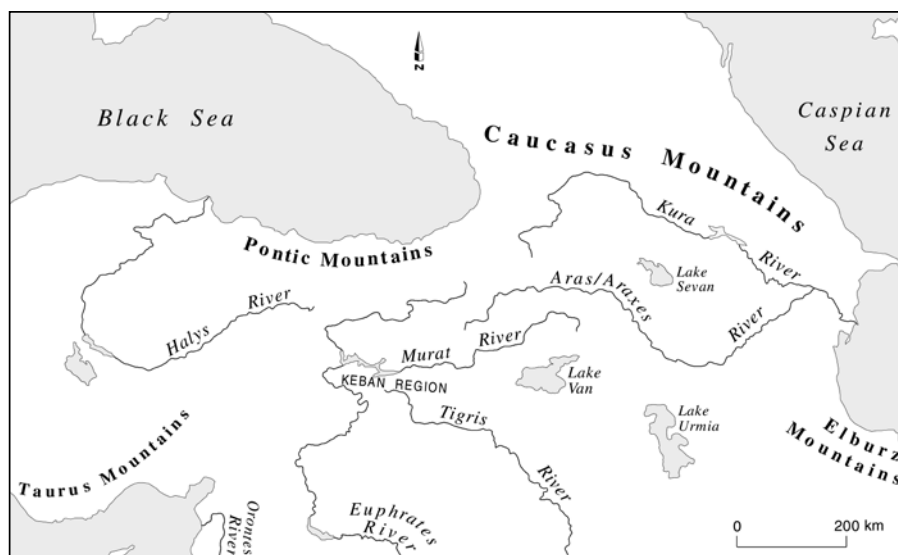 N
Black Sea
Caspian
Sea
Caucasus Mountains
Kura
River
Pontic Mountains
Lake
Sevan
Aras/Araxes
River
Halys
River
Murat
River
KEBAN REGION
Lake
Van
Tigris
River
Lake
Urmia
Elburz
Mountains
Taurus Mountains
Orontes
River
Euphrates
River
0 200 km